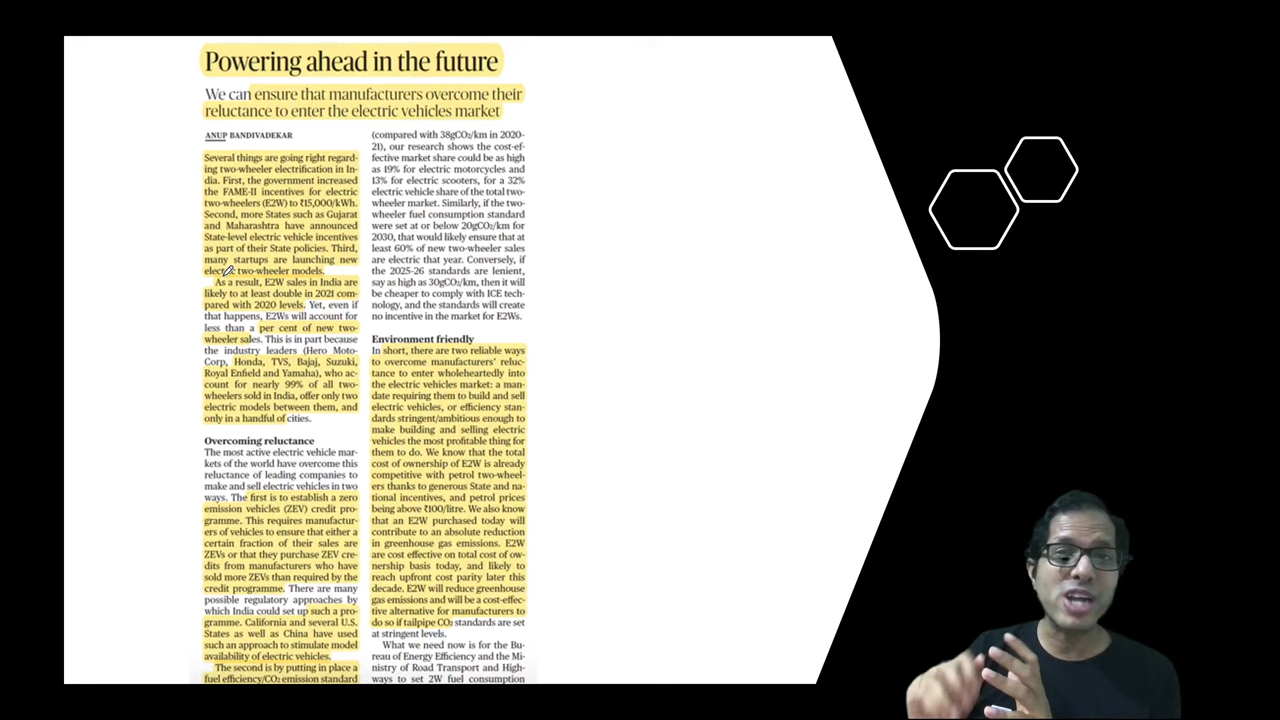 Powering ahead in the future
We can ensure that manufacturers overcome their
reluctance to enter the electric vehicles market
ANUP BANDIVADEKAR
Several things are going right regard-
ing two-wheeler electrification in In-
dia. First, the government increased
the FAME-II incentives for electric
two-wheelers (E2W) to ₹15,000/kWh.
Second, more States such as Gujarat
and Maharashtra have announced
State-level electric vehicle incentives
as part of their State policies. Third,
many startups are launching new
electric two-wheeler models.
As a result, E2W sales in India are
likely to at least double in 2021 com-
pared with 2020 levels. Yet, even if
that happens, E2Ws will account for
less than a per cent of new two-
wheeler sales. This is in part because
the industry leaders (Hero Moto-
Corp, Honda, TVS, Bajaj, Suzuki,
Royal Enfield and Yamaha), who ac-
count for nearly 99% of all two-
wheelers sold in India, offer only two
electric models between them, and
only in a handful of cities.
Overcoming reluctance
The most active electric vehicle mar-
kets of the world have overcome this
reluctance of leading companies to
make and sell electric vehicles in two
ways. The first is to establish a zero
emission vehicles (ZEV) credit pro-
gramme. This requires manufactur-
ers of vehicles to ensure that either a
certain fraction of their sales are
ZEVs or that they purchase ZEV cre-
dits from manufacturers who have
sold more ZEVs than required by the
credit programme. There are many
possible regulatory approaches by
which India could set up such a pro-
gramme. California and several U.S.
States as well as China have used
such an approach to stimulate model
availability of electric vehicles.
The second is by putting in place a
fuel efficiency/CO₂ emission standard
(compared with 38gCO₂/km in 2020-
21), our research shows the cost-ef-
fective market share could be as high
as 19% for electric motorcycles and
13% for electric scooters, for a 32%
electric vehicle share of the total two-
wheeler market. Similarly, if the two-
wheeler fuel consumption standard
were set at or below 20gCO₂/km for
2030, that would likely ensure that at
least 60% of new two-wheeler sales
are electric that year. Conversely, if
the 2025-26 standards are lenient,
say as high as 30gCO₂/km, then it will
be cheaper to comply with ICE tech-
nology, and the standards will create
no incentive in the market for E2Ws.
Environment friendly
In short, there are two reliable ways
to overcome manufacturers' reluc-
tance to enter wholeheartedly into
the electric vehicles market: a man-
date requiring them to build and sell
electric vehicles, or efficiency stan-
dards stringent/ambitious enough to
make building and selling electric
vehicles the most profitable thing for
them to do. We know that the total
cost of ownership of E2W is already
competitive with petrol two-wheel-
ers thanks to generous State and na-
tional incentives, and petrol prices
being above ₹100/litre. We also know
that an E2W purchased today will
contribute to an absolute reduction
in greenhouse gas emissions. E2W
are cost effective on total cost of ow-
nership basis today, and likely to
reach upfront cost parity later this
decade. E2W will reduce greenhouse
gas emissions and will be a cost-effec-
tive alternative for manufacturers to
do so if tailpipe CO₂ standards are set
at stringent levels.
What we need now is for the Bu-
reau of Energy Efficiency and the Mi-
nistry of Road Transport and High-
ways to set 2W fuel consumption